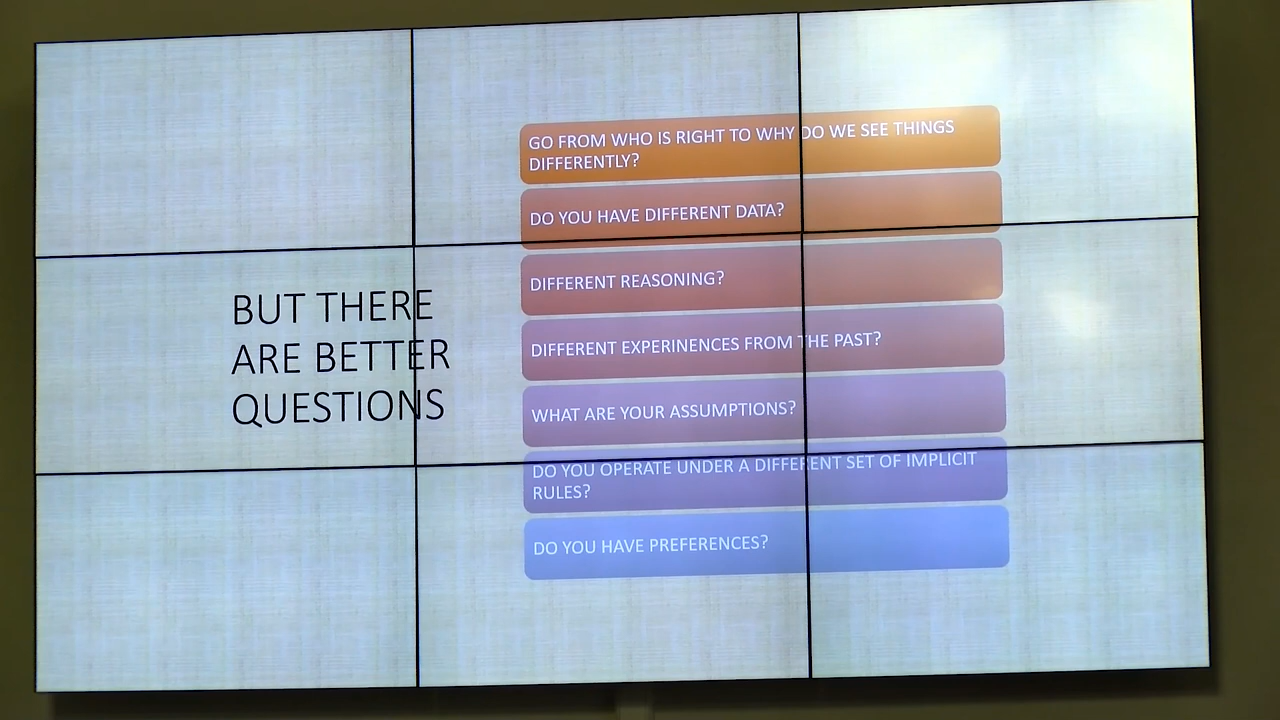 BUT THERE
ARE BETTER
QUESTIONS
GO FROM WHO IS RIGHT TO WHY DO WE SEE THINGS
DIFFERENTLY?
DO YOU HAVE DIFFERENT DATA?
DIFFERENT REASONING?
DIFFERENT EXPERINENCES FROM THE PAST?
WHAT ARE YOUR ASSUMPTIONS?
DO YOU OPERATE UNDER A DIFFERENT SET OF IMPLICIT
RULES?
DO YOU HAVE PREFERENCES?